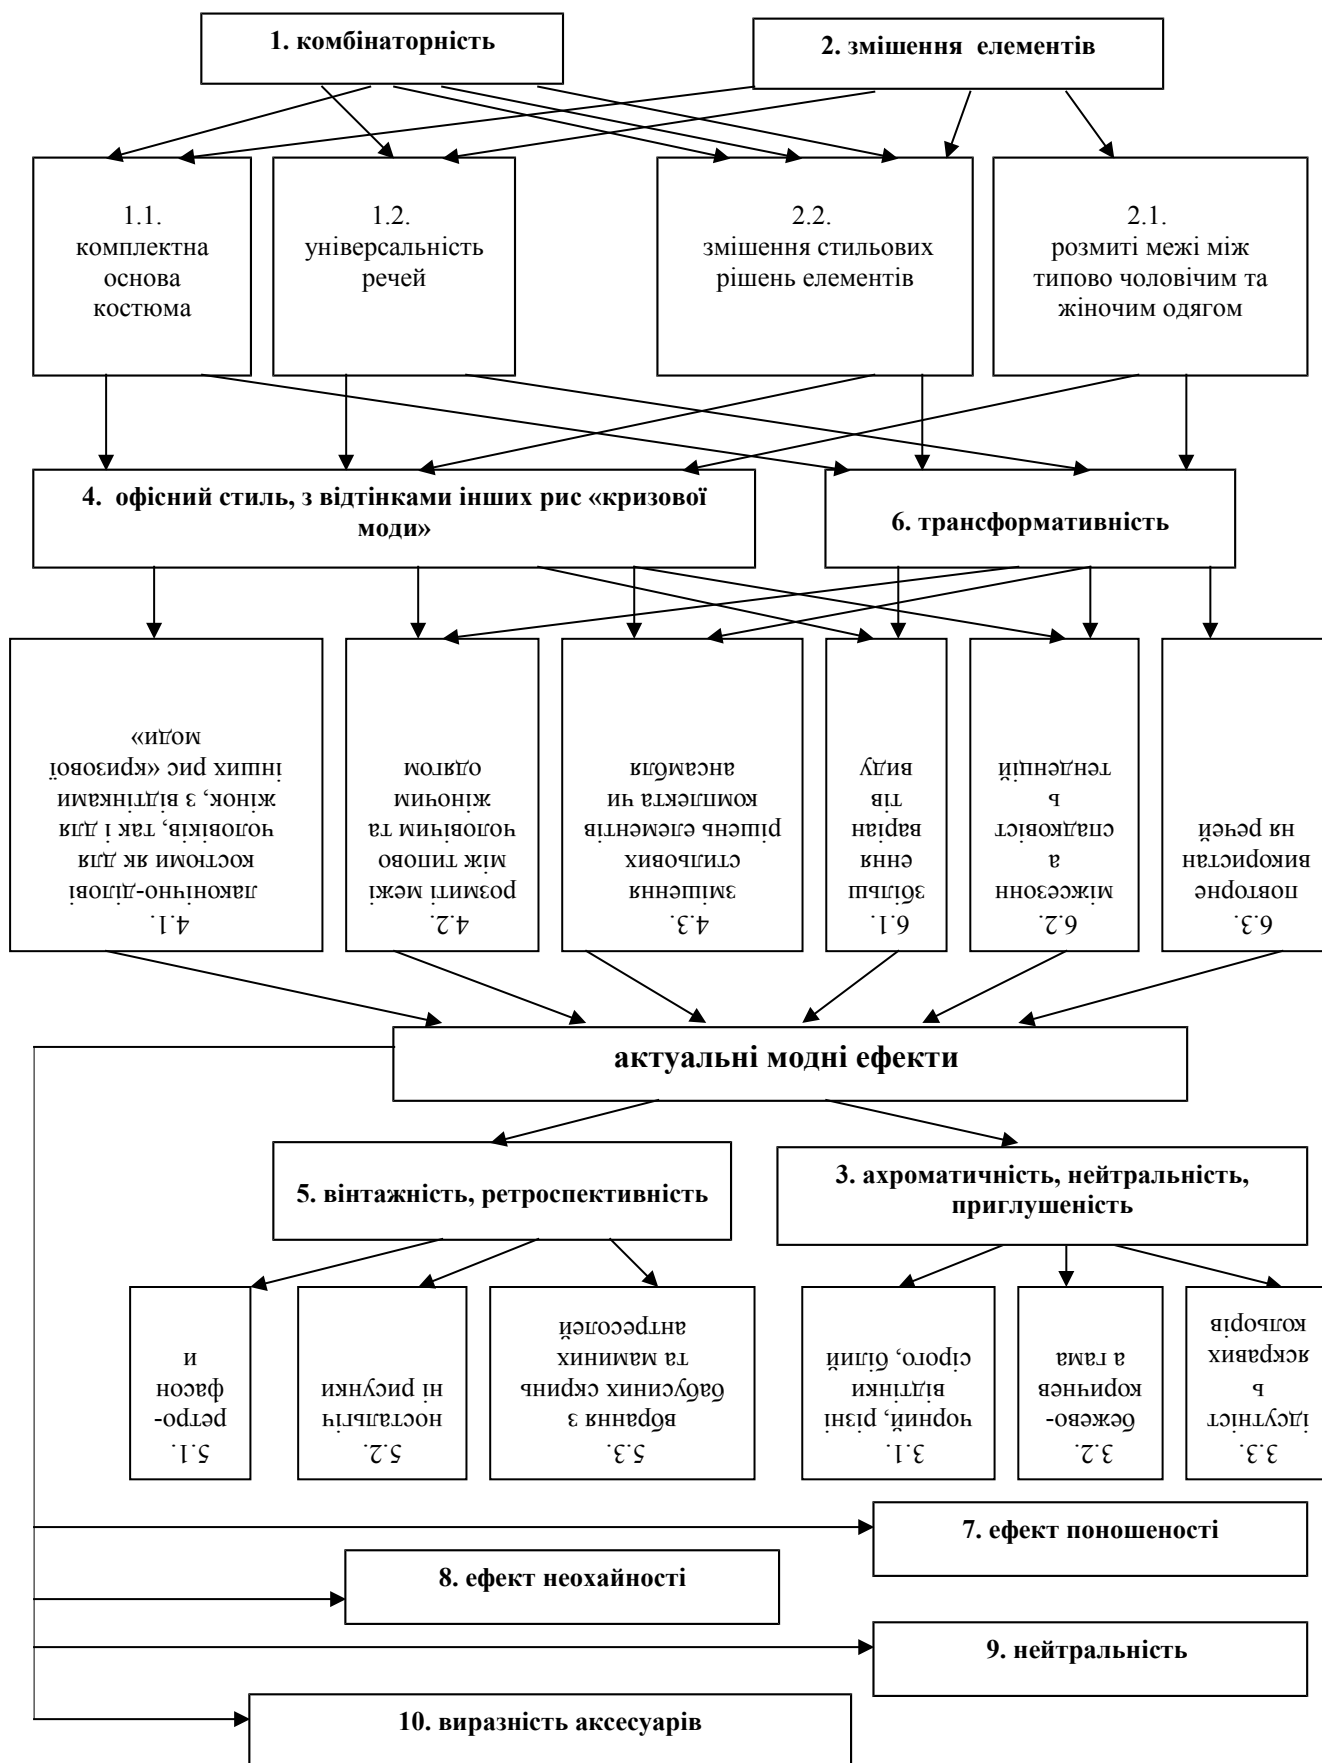 1. комбінаторність
2. змішення елементів
1.1.
комплектна
основа
костюма
1.2.
універсальність
речей
2.2.
змішення стильових
рішень елементів
2.1.
розмиті межі між
типово чоловічим та
жіночим одягом
4. офісний стиль, з відтінками інших рис «кризової
моди»
6. трансформативність
4.1.
лаконічно-ділові
костюми як для
чоловіків, так і для
жінок, з відтінками
інших рис «кризової
моди»
4.2.
розмиті межі
між типово
чоловічим та
жіночим
одягом
4.3.
змішення
стильових
рішень елементів
комплекта чи
ансамбля
6.1.
збільш
ення
варіан
тів
виду
6.2.
міжсезонн
а
спадковіст
ь
тенденцій
6.3.
повторне
використан
ня речей
актуальні модні ефекти
5. вінтажність, ретроспективність
3. ахроматичність, нейтральність,
приглушеність
5.1.
ретро-
фасон
и
5.2.
ностальгіч
ні рисунки
5.3.
вбрання з
бабусиних скринь
та маминих
антресолей
3.1.
чорний, різні
відтінки
сірого, білий
3.2.
бежево-
коричнев
а гама
3.3.
ідсутніст
ь
яскравих
кольорів
7. ефект поношеності
8. ефект неохайності
9. нейтральність
10. виразність аксесуарів